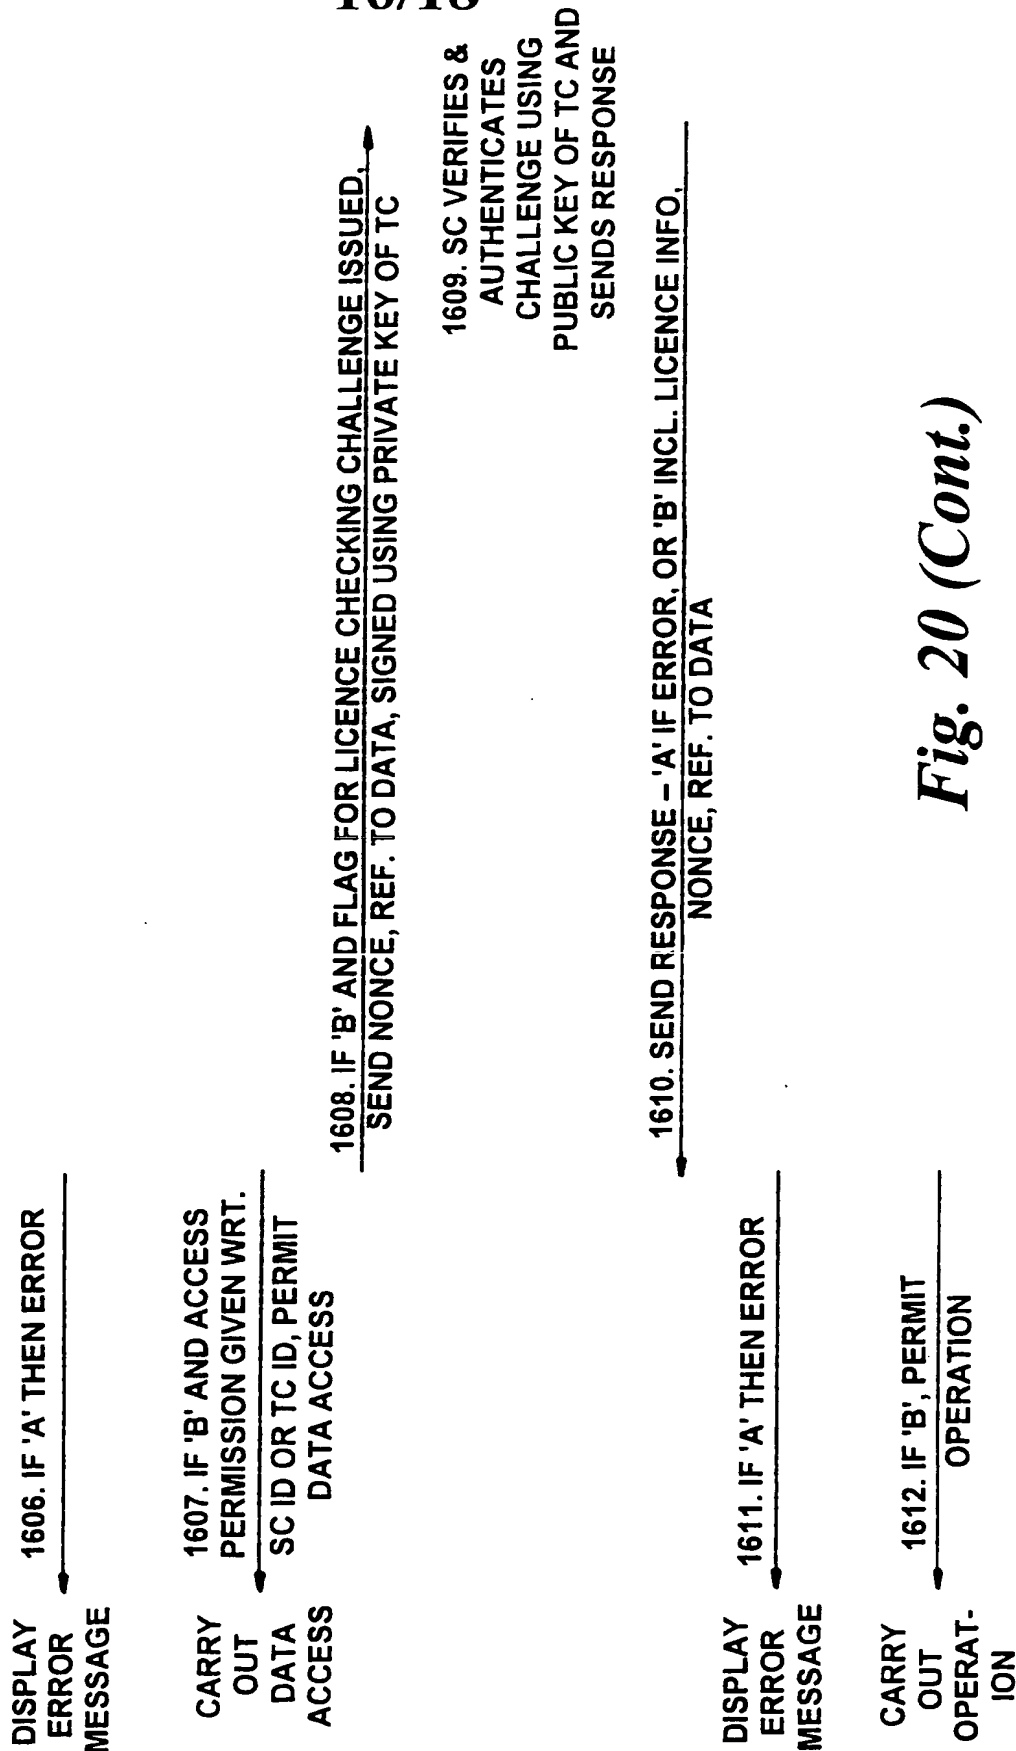 1606. IF 'A' THEN ERROR
DISPLAY
ERROR
MESSAGE
1607. IF 'B' AND ACCESS
PERMISSION GIVEN WRT.
SC ID OR TC ID, PERMIT
DATA ACCESS
CARRY
OUT
DATA
ACCESS
1608. IF 'B' AND FLAG FOR LICENCE CHECKING CHALLENGE ISSUED,
SEND NONCE, REF. TO DATA, SIGNED USING PRIVATE KEY OF TC
1609. SC VERIFIES &
AUTHENTICATES
CHALLENGE USING
PUBLIC KEY OF TC AND
SENDS RESPONSE
1610. SEND RESPONSE – 'A' IF ERROR, OR 'B' INCL. LICENCE INFO,
NONCE, REF. TO DATA
1611. IF 'A' THEN ERROR
DISPLAY
ERROR
MESSAGE
1612. IF 'B', PERMIT
OPERATION
CARRY
OUT
OPERAT-
ION
Fig. 20 (Cont.)